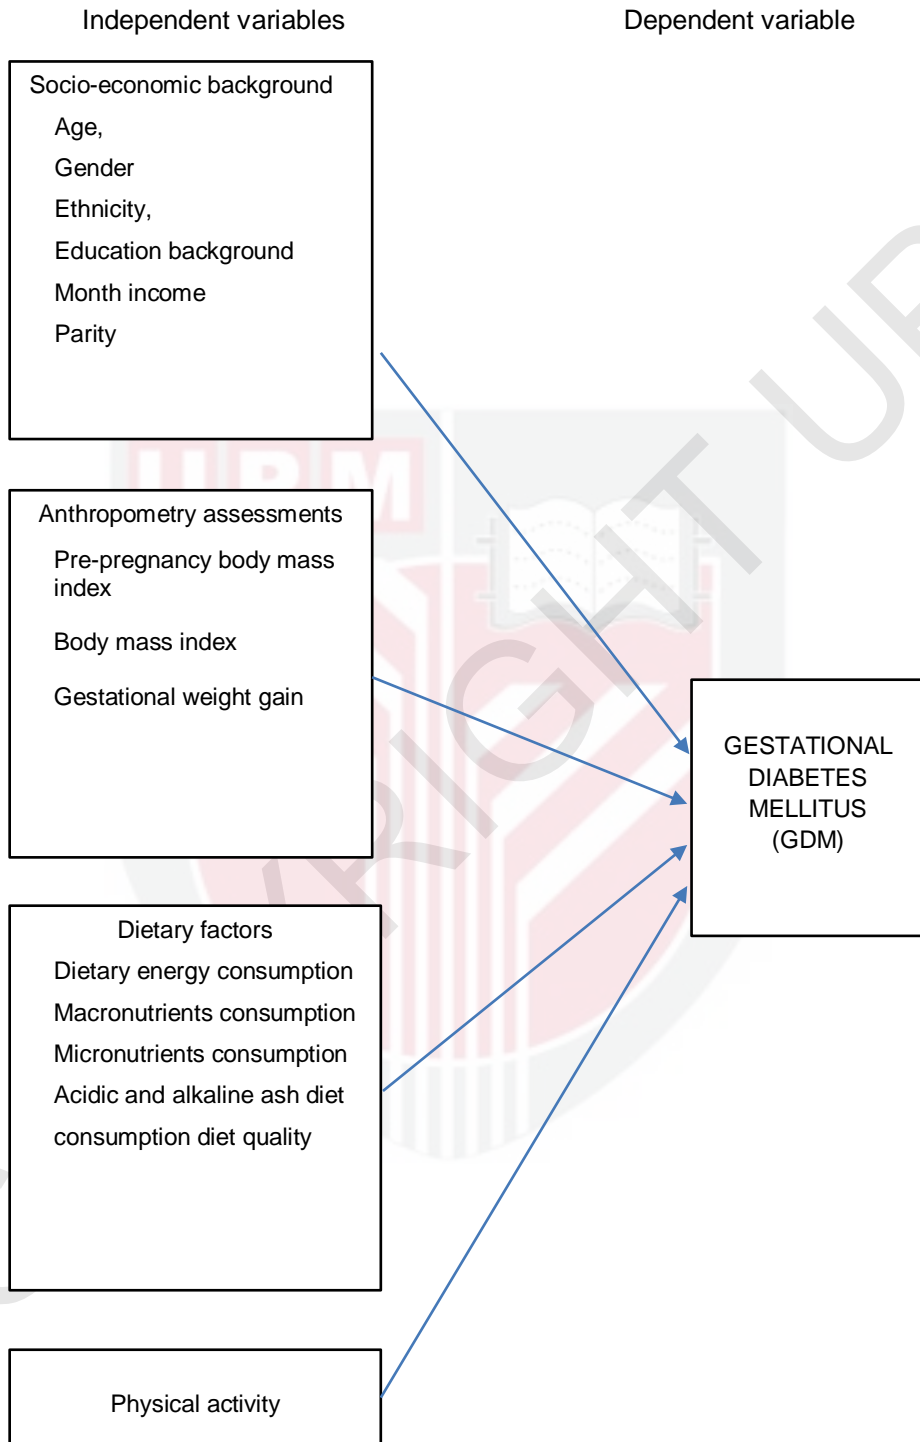 Independent variables
Dependent variable
Socio-economic background
Age,
Gender
Ethnicity,
Education background
Month income
Parity
UPM
Anthropometry assessments
Pre-pregnancy body mass
index
Body mass index
Gestational weight gain
GESTATIONAL
DIABETES
MELLITUS
(GDM)
Dietary factors
Dietary energy consumption
Macronutrients consumption
Micronutrients consumption
Acidic and alkaline ash diet
consumption diet quality
Physical activity